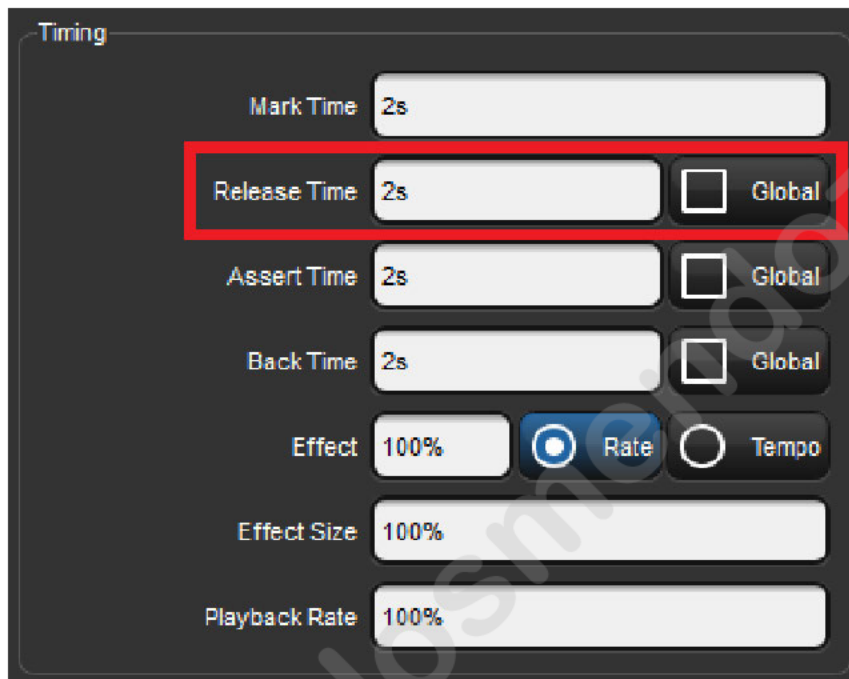 Timing
Mark Time 2s
Release Time 2s Global
Assert Time 2s Global
Back Time 2s Global
Effect 100% Rate Tempo
Effect Size 100%
Playback Rate 100%